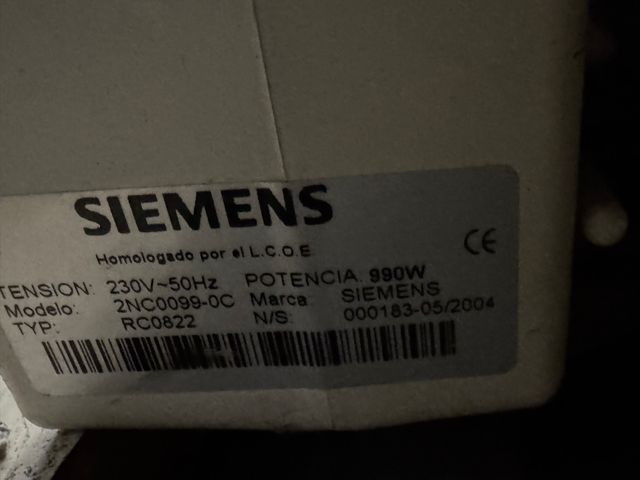 SIEMENS
Homologado por el L.C.O.E.
CE
TENSION: 230V~50Hz POTENCIA. 990W
Modelo: 2NC0099-0C Marca: SIEMENS
TYP: RC0822 N/S: 000183-05/2004